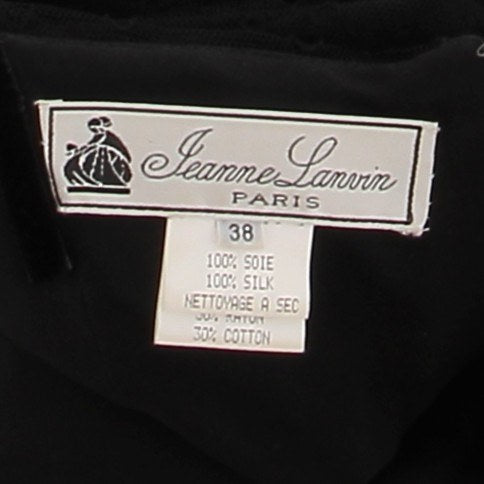 Jeanne Lanvin
PARIS
38
100% SOIE
100% SILK
NETTOYAGE A SEC
30% COTTON